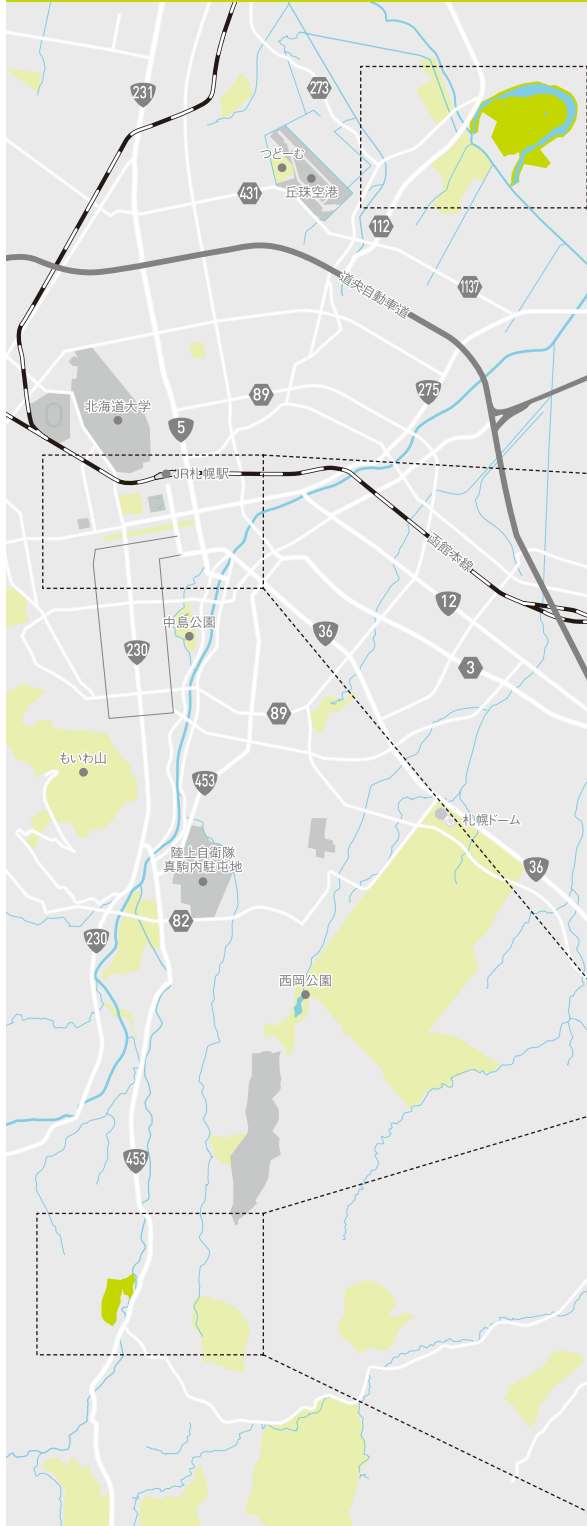 231
273
つどーむ
丘珠空港
431
112
1137
道央自動車道
北海道大学
89
275
5
JR札幌駅
函館本線
12
中島公園
36
230
3
89
もいわ山
453
札幌ドーム
陸上自衛隊
真駒内駐屯地
36
82
230
西岡公園
453